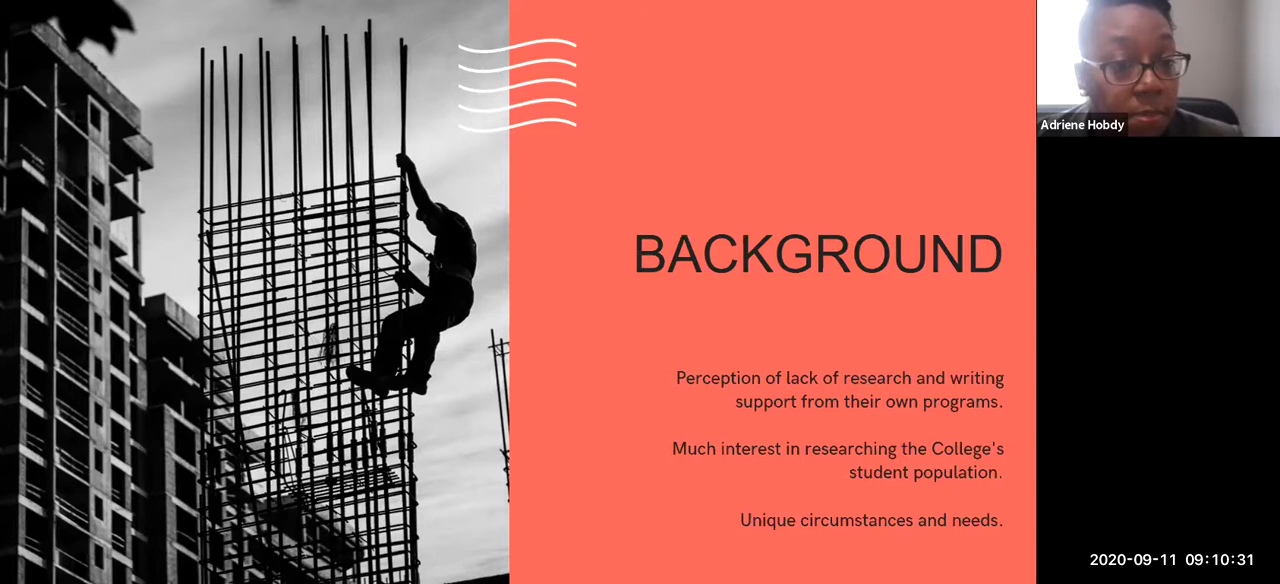 BACKGROUND
Perception of lack of research and writing
support from their own programs.
Much interest in researching the College's
student population.
Unique circumstances and needs.
Adriene Hobdy
2020-09-11 09:10:31